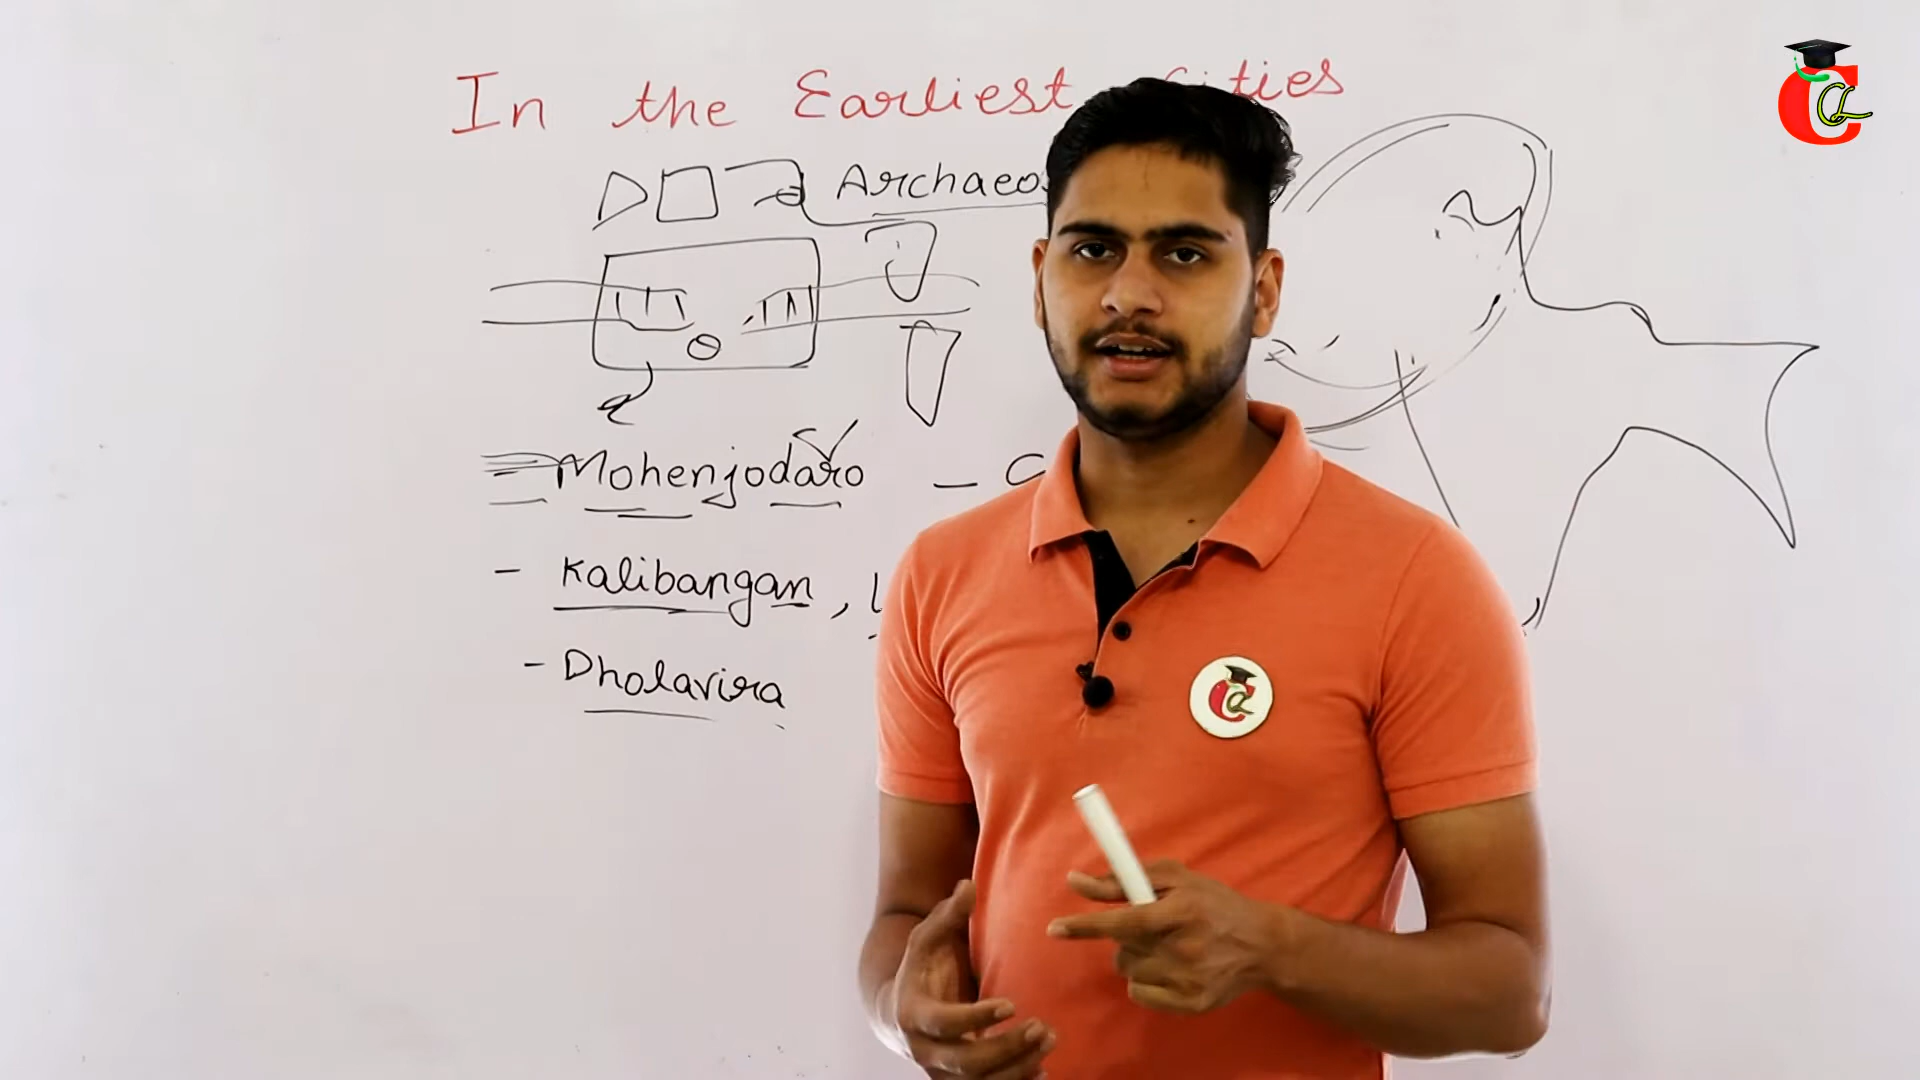 In the Earliest
Archaeo
Mohenjodaro -
- Kalibangan,
- Dholavira